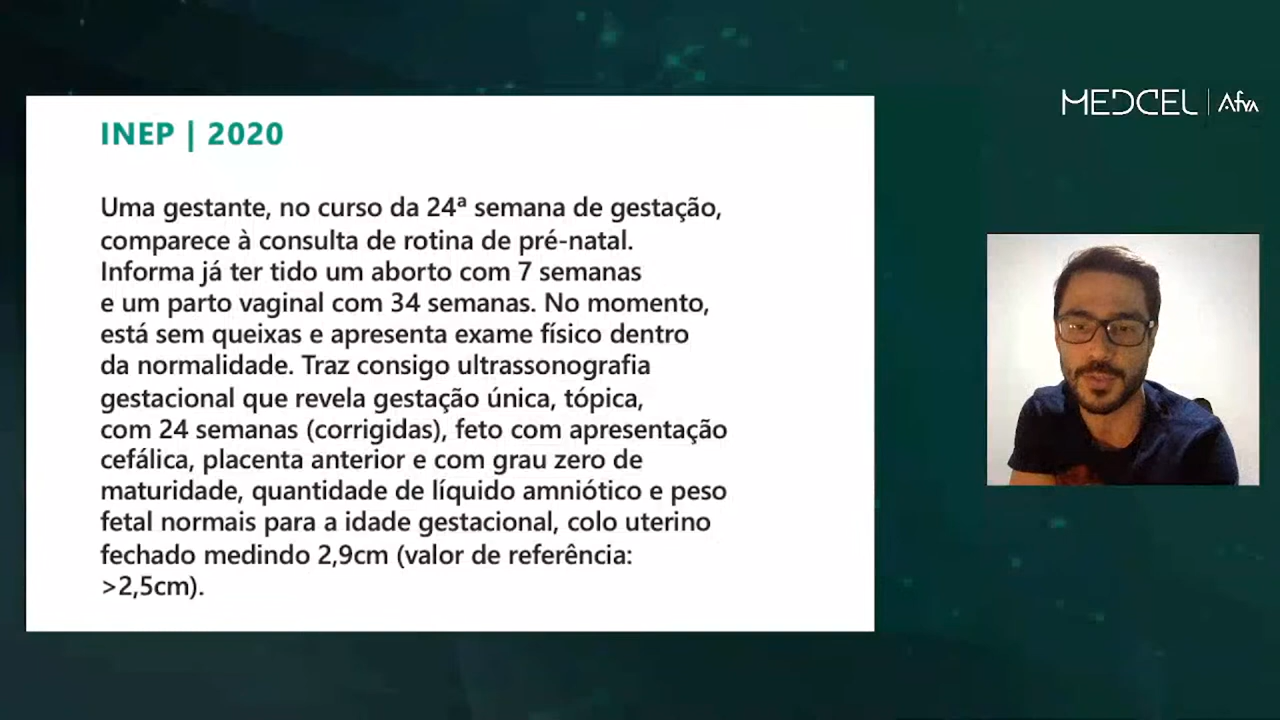 INEP | 2020
Uma gestante, no curso da 24ª semana de gestação,
comparece à consulta de rotina de pré-natal.
Informa já ter tido um aborto com 7 semanas
e um parto vaginal com 34 semanas. No momento,
está sem queixas e apresenta exame físico dentro
da normalidade. Traz consigo ultrassonografia
gestacional que revela gestação única, tópica,
com 24 semanas (corrigidas), feto com apresentação
cefálica, placenta anterior e com grau zero de
maturidade, quantidade de líquido amniótico e peso
fetal normais para a idade gestacional, colo uterino
fechado medindo 2,9cm (valor de referência:
>2,5cm).
MEDCEL | Afya